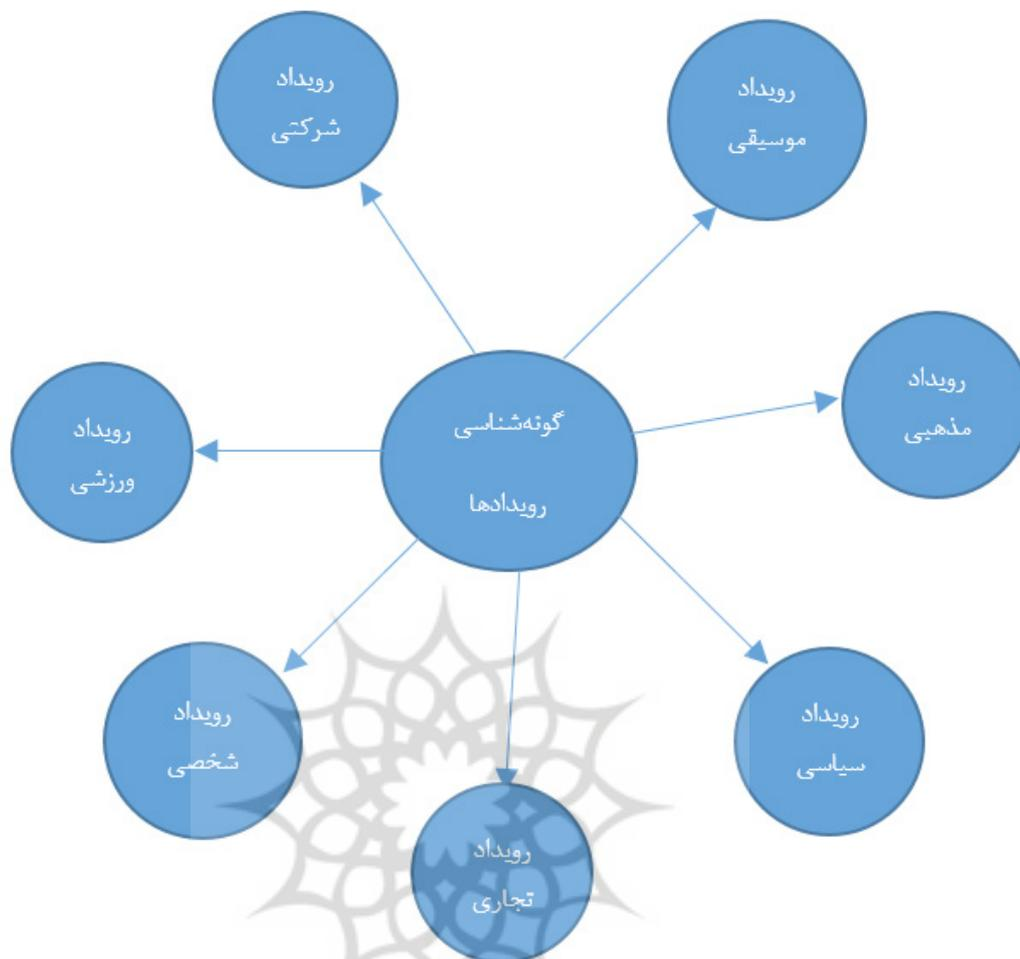 رویداد
شرکتی
رویداد
موسیقی
رویداد
مذهبی
گونه‌شناسی
رویدادها
رویداد
ورزشی
رویداد
شخصی
رویداد
سیاسی
رویداد
تجاری